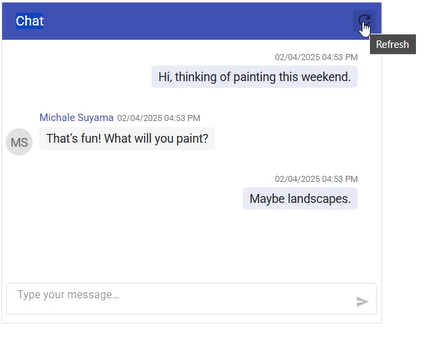 Chat
Refresh
02/04/2025 04:53 PM
Hi, thinking of painting this weekend.
Michale Suyama 02/04/2025 04:53 PM
MS
That's fun! What will you paint?
02/04/2025 04:53 PM
Maybe landscapes.
Type your message…